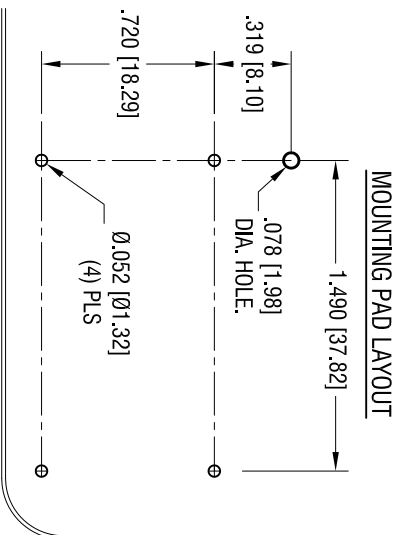 MOUNTING PAD LAYOUT
1.490 [37.82]
.319 [8.10]
.078 [1.98]
DIA. HOLE.
.720 [18.29]
Ø.052 [Ø1.32]
(4) PLS